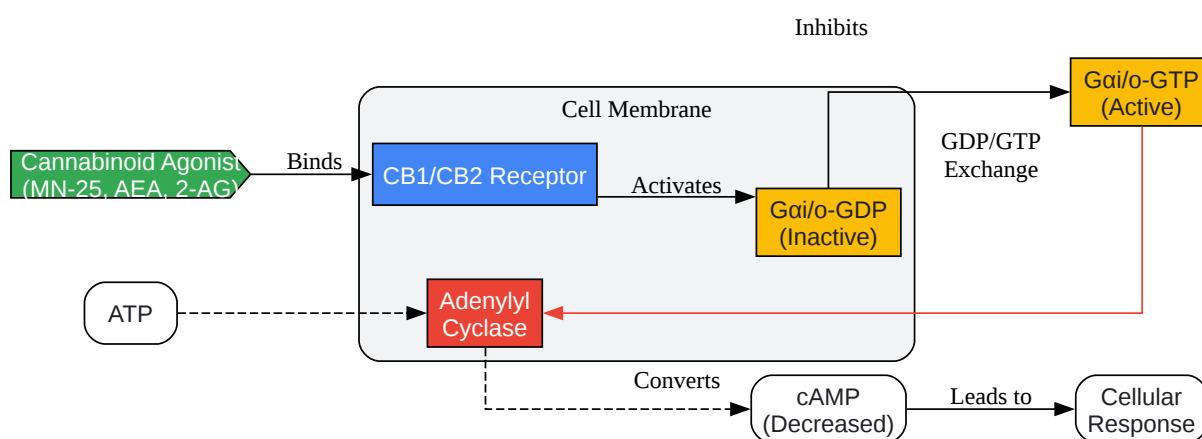 Inhibits
Gαi/o-GTP
(Active)
Cell Membrane
GDP/GTP
Exchange
Cannabinoid Agonist
(MN-25, AEA, 2-AG)
Binds
CB1/CB2 Receptor
Activates
Gαi/o-GDP
(Inactive)
ATP
Adenylyl
Cyclase
Converts
cAMP
(Decreased)
Leads to
Cellular
Response